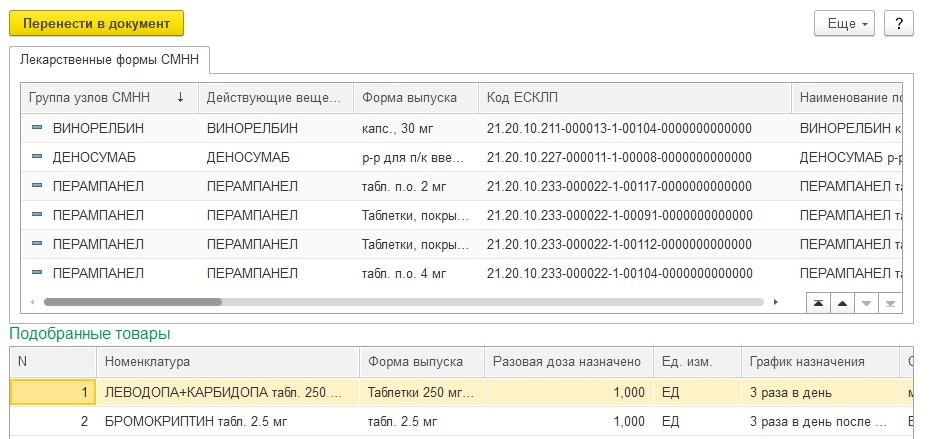 Перенести в документ Еще ?
Лекарственные формы СМНН
Группа узлов СМНН ↓ Действующие веще... Форма выпуска Код ЕСКЛП Наименование по
ВИНОРЕЛБИН ВИНОРЕЛБИН капс., 30 мг 21.20.10.211-000013-1-00104-0000000000000 ВИНОРЕЛБИН к
ДЕНОСУМАБ ДЕНОСУМАБ р-р для п/к вве... 21.20.10.227-000011-1-00008-0000000000000 ДЕНОСУМАБ р-р
ПЕРАМПАНЕЛ ПЕРАМПАНЕЛ табл. п.о. 2 мг 21.20.10.233-000022-1-00117-0000000000000 ПЕРАМПАНЕЛ та
ПЕРАМПАНЕЛ ПЕРАМПАНЕЛ Таблетки, покры... 21.20.10.233-000022-1-00091-0000000000000 ПЕРАМПАНЕЛ та
ПЕРАМПАНЕЛ ПЕРАМПАНЕЛ Таблетки, покры... 21.20.10.233-000022-1-00112-0000000000000 ПЕРАМПАНЕЛ та
ПЕРАМПАНЕЛ ПЕРАМПАНЕЛ табл. п.о. 4 мг 21.20.10.233-000022-1-00104-0000000000000 ПЕРАМПАНЕЛ та
Подобранные товары
N Номенклатура Форма выпуска Разовая доза назначено Ед. изм. График назначения
1 ЛЕВОДОПА+КАРБИДОПА табл. 250 ... Таблетки 250 мг... 1,000 ЕД 3 раза в день
2 БРОМОКРИПТИН табл. 2.5 мг табл. 2.5 мг 1,000 ЕД 3 раза в день после ...